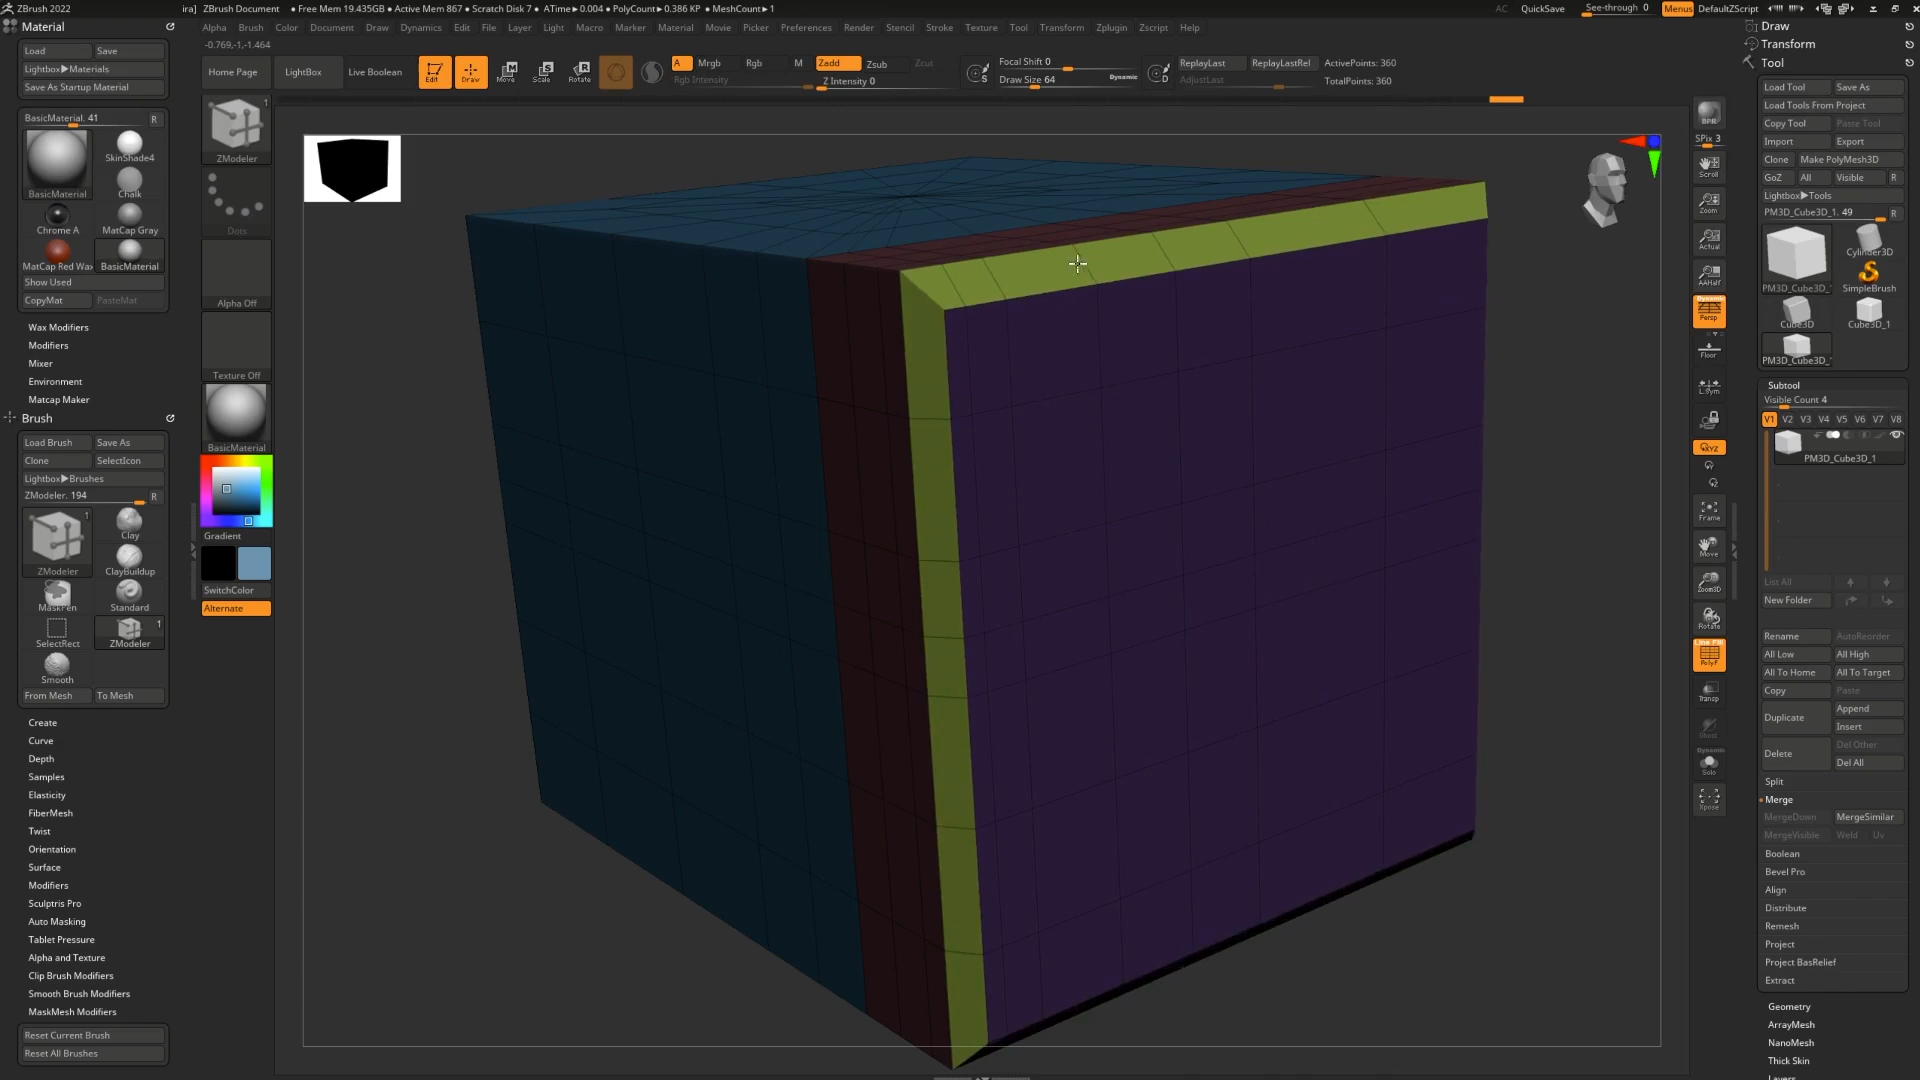 ZBrush 2022
ira]
ZBrush Document
● Free Mem 19.435GB ● Active Mem 867 ● Scratch Disk 7 ● ATime►0.004 ● PolyCount►0.386 KP ● MeshCount►1
AC
QuickSave
See-through 0
Menus
DefaultZScript
Alpha Brush Color Document Draw Dynamics Edit File Layer Light Macro Marker Material Movie Picker Preferences Render Stencil Stroke Texture Tool Transform Zplugin Zscript Help
-0.769,-1,-1.464
Home Page
LightBox
Live Boolean
Edit
Draw
Move
Scale
Rotate
A
Mrgb
Rgb
M
Zadd
Zsub
Zcut
Rgb Intensity
Z Intensity 0
S
Focal Shift 0
Draw Size 64
Dynamic
D
ReplayLast
ReplayLastRel
AdjustLast
ActivePoints: 360
TotalPoints: 360
Material
Load
Save
Lightbox►Materials
Save As Startup Material
BasicMaterial. 41
R
BasicMaterial
SkinShade4
Chalk
Chrome A
MatCap Gray
MatCap Red Wax
BasicMaterial
Show Used
CopyMat
PasteMat
Wax Modifiers
Modifiers
Mixer
Environment
Matcap Maker
Brush
Load Brush
Save As
Clone
SelectIcon
Lightbox►Brushes
ZModeler. 194
R
1
ZModeler
Clay
ClayBuildup
MaskPen
Standard
SelectRect
1
ZModeler
Smooth
From Mesh
To Mesh
Create
Curve
Depth
Samples
Elasticity
FiberMesh
Twist
Orientation
Surface
Modifiers
Sculptris Pro
Auto Masking
Tablet Pressure
Alpha and Texture
Clip Brush Modifiers
Smooth Brush Modifiers
MaskMesh Modifiers
Reset Current Brush
Reset All Brushes
1
ZModeler
Dots
Alpha Off
Texture Off
BasicMaterial
Gradient
SwitchColor
Alternate
BPR
SPix 3
Scroll
Zoom
Actual
AAHalf
Dynamic
Persp
Floor
L.Sym
XYZ
Frame
Move
Zoom3D
Rotate
Line Fill
PolyF
Transp
Ghost
Dynamic
Solo
Xpose
Draw
Transform
Tool
Load Tool
Save As
Load Tools From Project
Copy Tool
Paste Tool
Import
Export
Clone
Make PolyMesh3D
GoZ
All
Visible
R
Lightbox►Tools
PM3D_Cube3D_1. 49
R
PM3D_Cube3D_
Cylinder3D
SimpleBrush
Cube3D
Cube3D_1
PM3D_Cube3D_
Subtool
Visible Count 4
V1 V2 V3 V4 V5 V6 V7 V8
PM3D_Cube3D_1
List All
New Folder
Rename
AutoReorder
All Low
All High
All To Home
All To Target
Copy
Paste
Duplicate
Append
Insert
Delete
Del Other
Del All
Split
Merge
MergeDown
MergeSimilar
MergeVisible
Weld
Uv
Boolean
Bevel Pro
Align
Distribute
Remesh
Project
Project BasRelief
Extract
Geometry
ArrayMesh
NanoMesh
Thick Skin
Layers